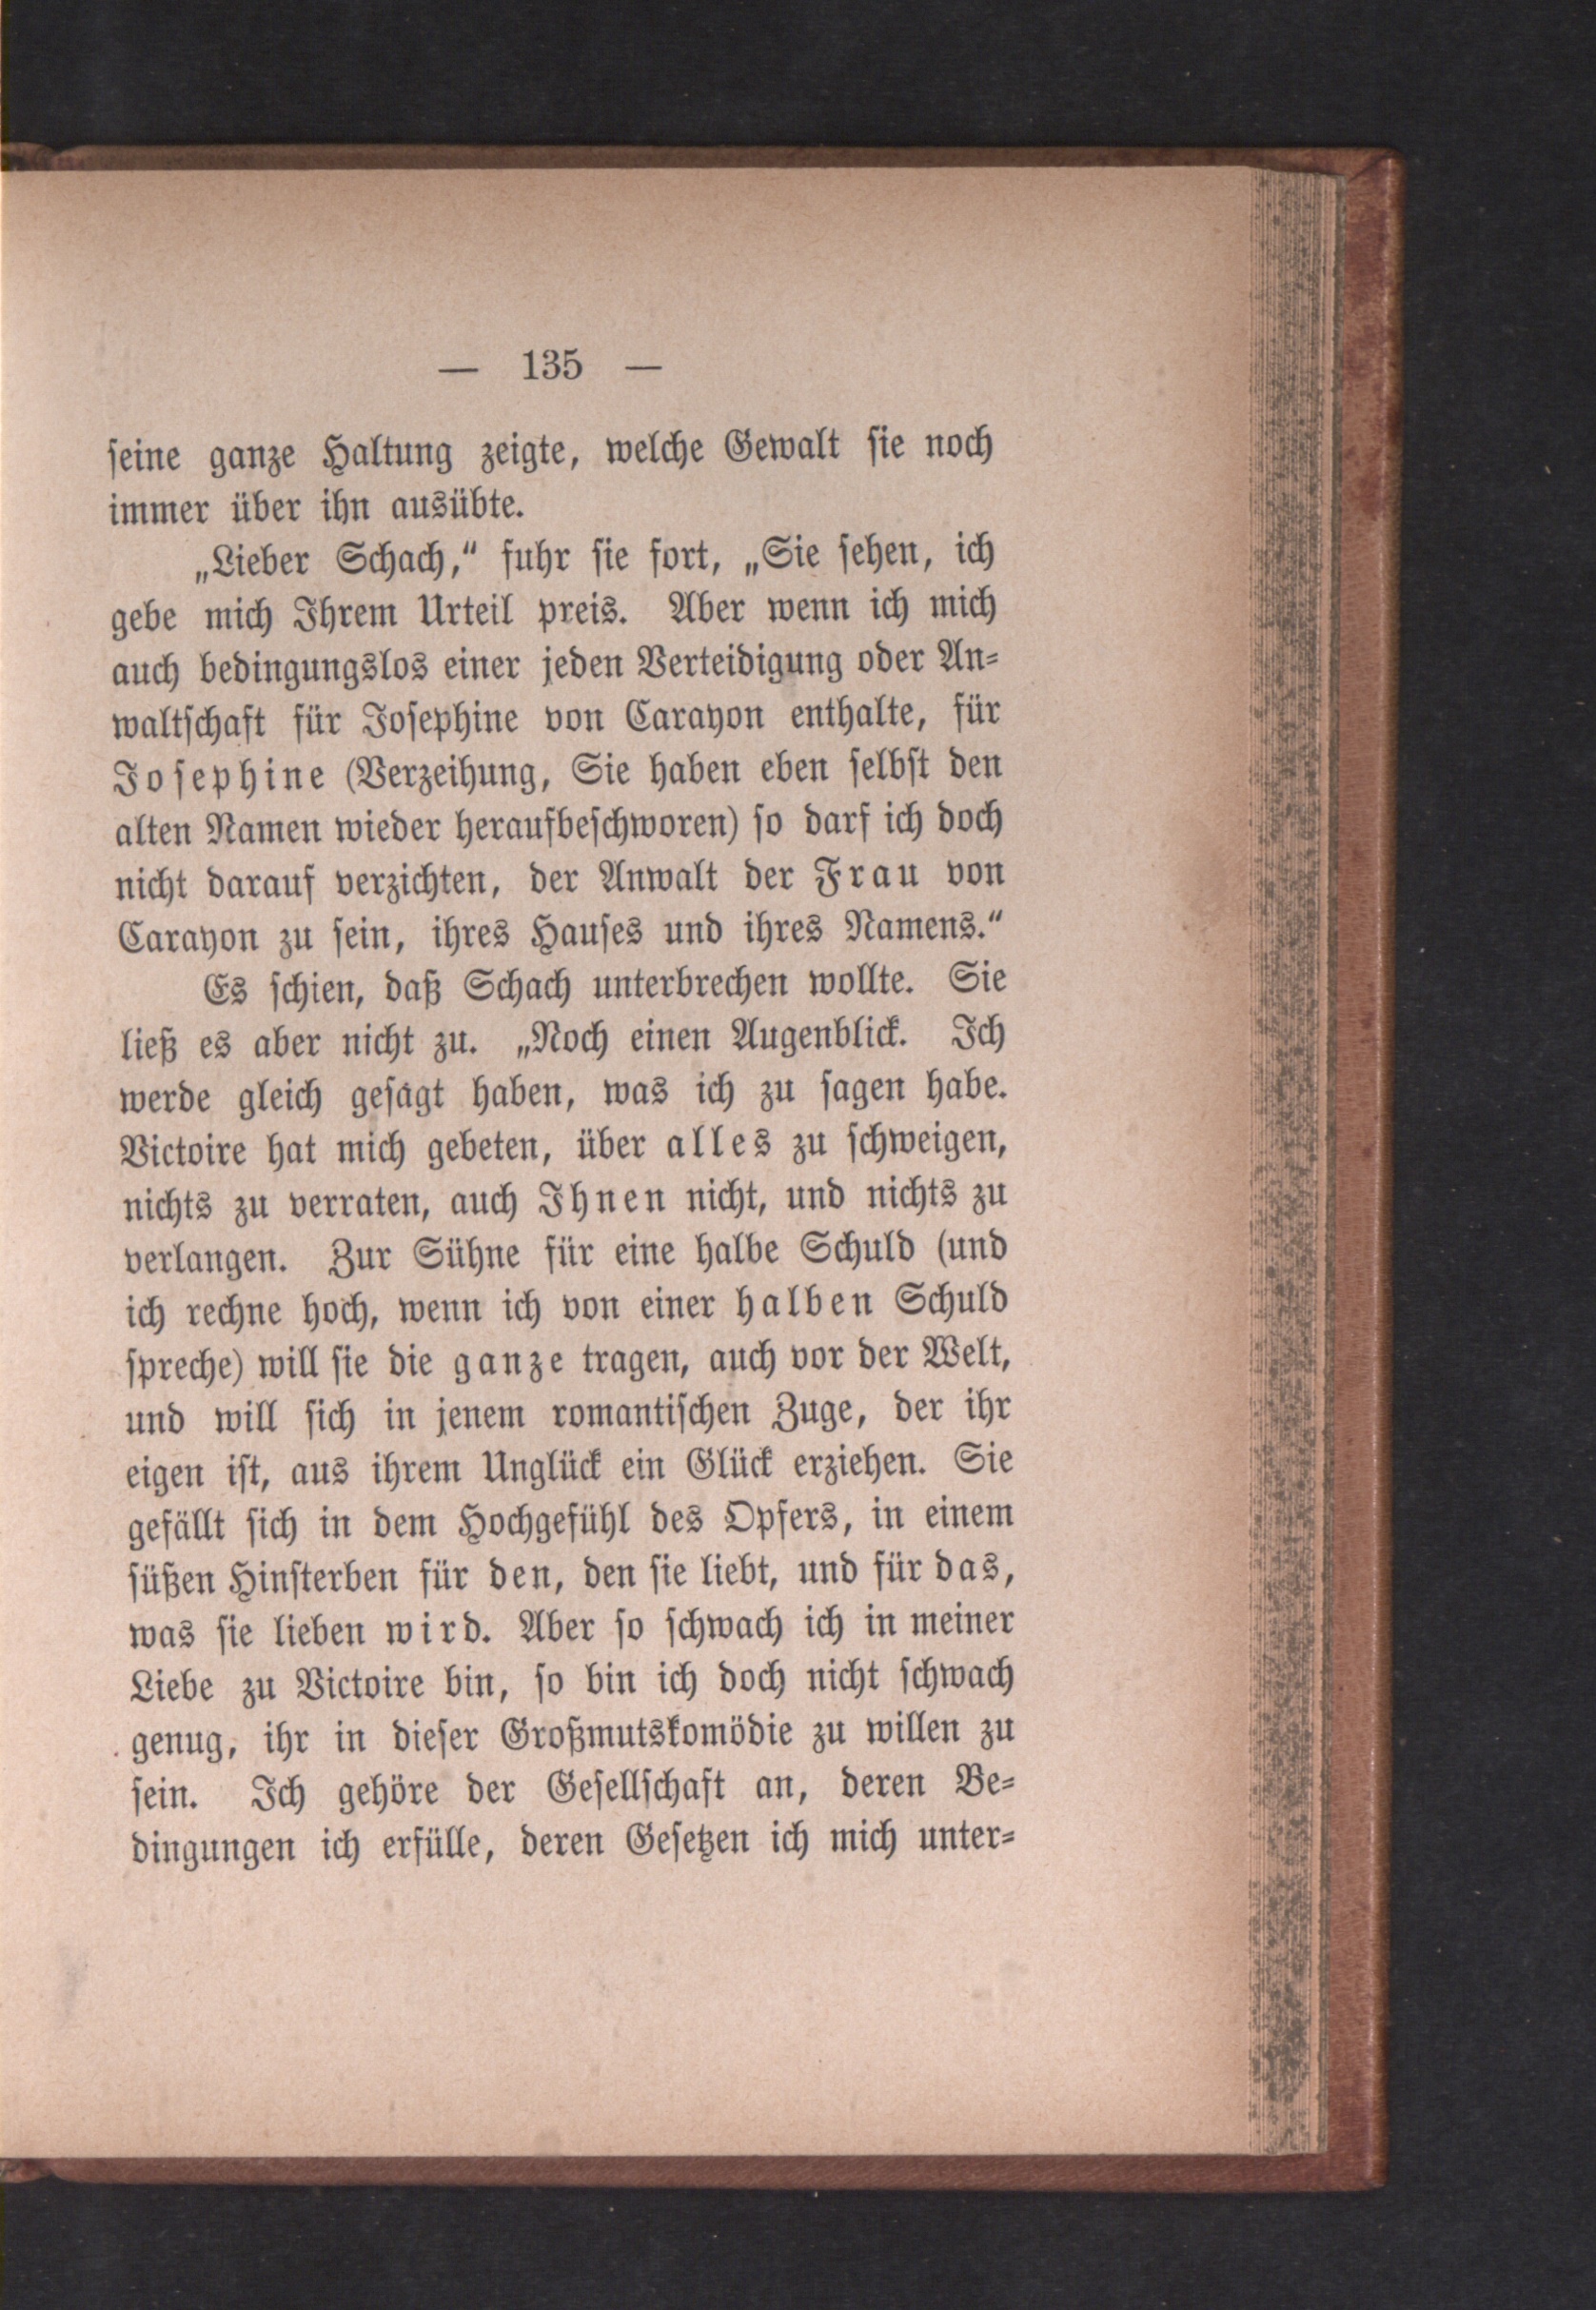 — 135 —
seine ganze Haltung zeigte, welche Gewalt sie noch
immer über ihn ausübte.
„Lieber Schach,“ fuhr sie fort, „Sie sehen, ich
gebe mich Ihrem Urteil preis. Aber wenn ich mich
auch bedingungslos einer jeden Verteidigung oder An-
waltschaft für Josephine von Carayon enthalte, für
Josephine (Verzeihung, Sie haben eben selbst den
alten Namen wieder heraufbeschworen) so darf ich doch
nicht darauf verzichten, der Anwalt der Frau von
Carayon zu sein, ihres Hauses und ihres Namens.“
Es schien, daß Schach unterbrechen wollte. Sie
ließ es aber nicht zu. „Noch einen Augenblick. Ich
werde gleich gesagt haben, was ich zu sagen habe.
Victoire hat mich gebeten, über alles zu schweigen,
nichts zu verraten, auch Ihnen nicht, und nichts zu
verlangen. Zur Sühne für eine halbe Schuld (und
ich rechne hoch, wenn ich von einer halben Schuld
spreche) will sie die ganze tragen, auch vor der Welt,
und will sich in jenem romantischen Zuge, der ihr
eigen ist, aus ihrem Unglück ein Glück erziehen. Sie
gefällt sich in dem Hochgefühl des Opfers, in einem
süßen Hinsterben für den, den sie liebt, und für das,
was sie lieben wird. Aber so schwach ich in meiner
Liebe zu Victoire bin, so bin ich doch nicht schwach
genug, ihr in dieser Großmutskomödie zu willen zu
sein. Ich gehöre der Gesellschaft an, deren Be-
dingungen ich erfülle, deren Gesetzen ich mich unter-